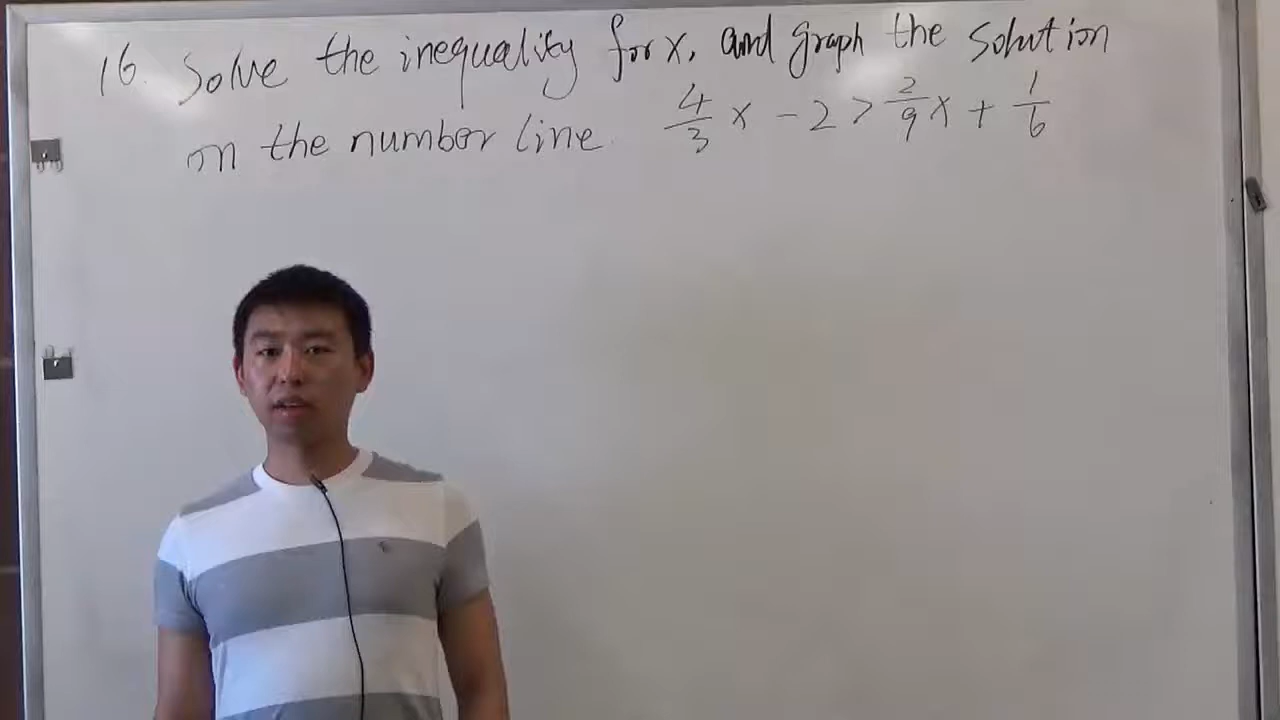 16. Solve the inequality for x, and graph the solution
on the number line. 4/3 x - 2 > 2/9 x + 1/6